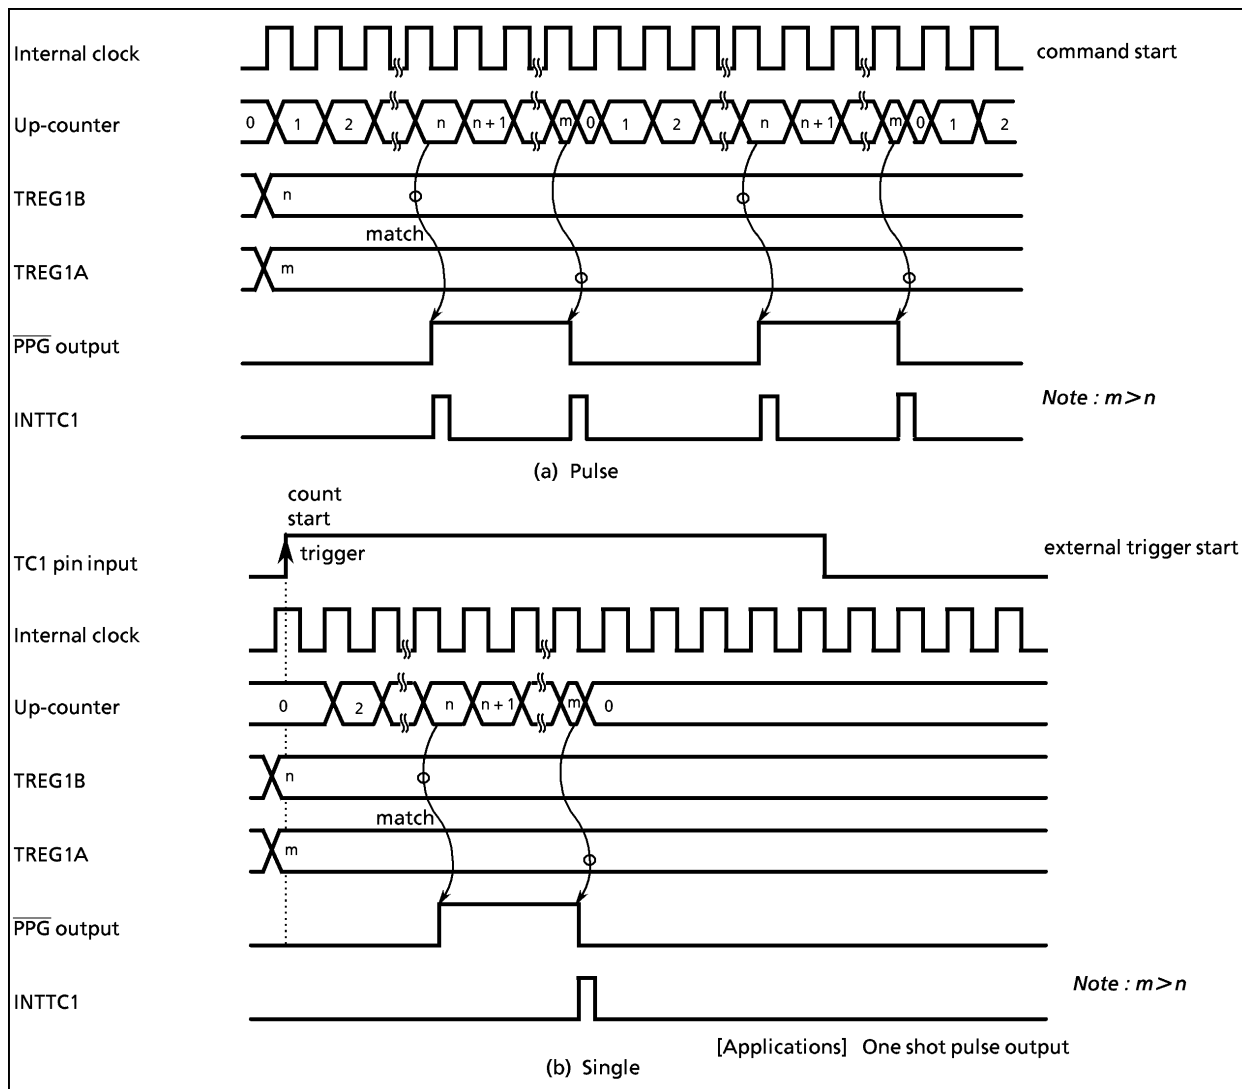 Internal clock
command start
Up-counter
0 1 2 n n + 1 m 0 1 2 n n + 1 m 0 1 2
TREG1B
n
match
TREG1A
m
PPG output
INTTC1
Note : m>n
(a) Pulse
count
start
trigger
TC1 pin input
external trigger start
Internal clock
Up-counter
0 2 n n + 1 m 0
TREG1B
n
match
TREG1A
m
PPG output
INTTC1
Note : m>n
[Applications] One shot pulse output
(b) Single